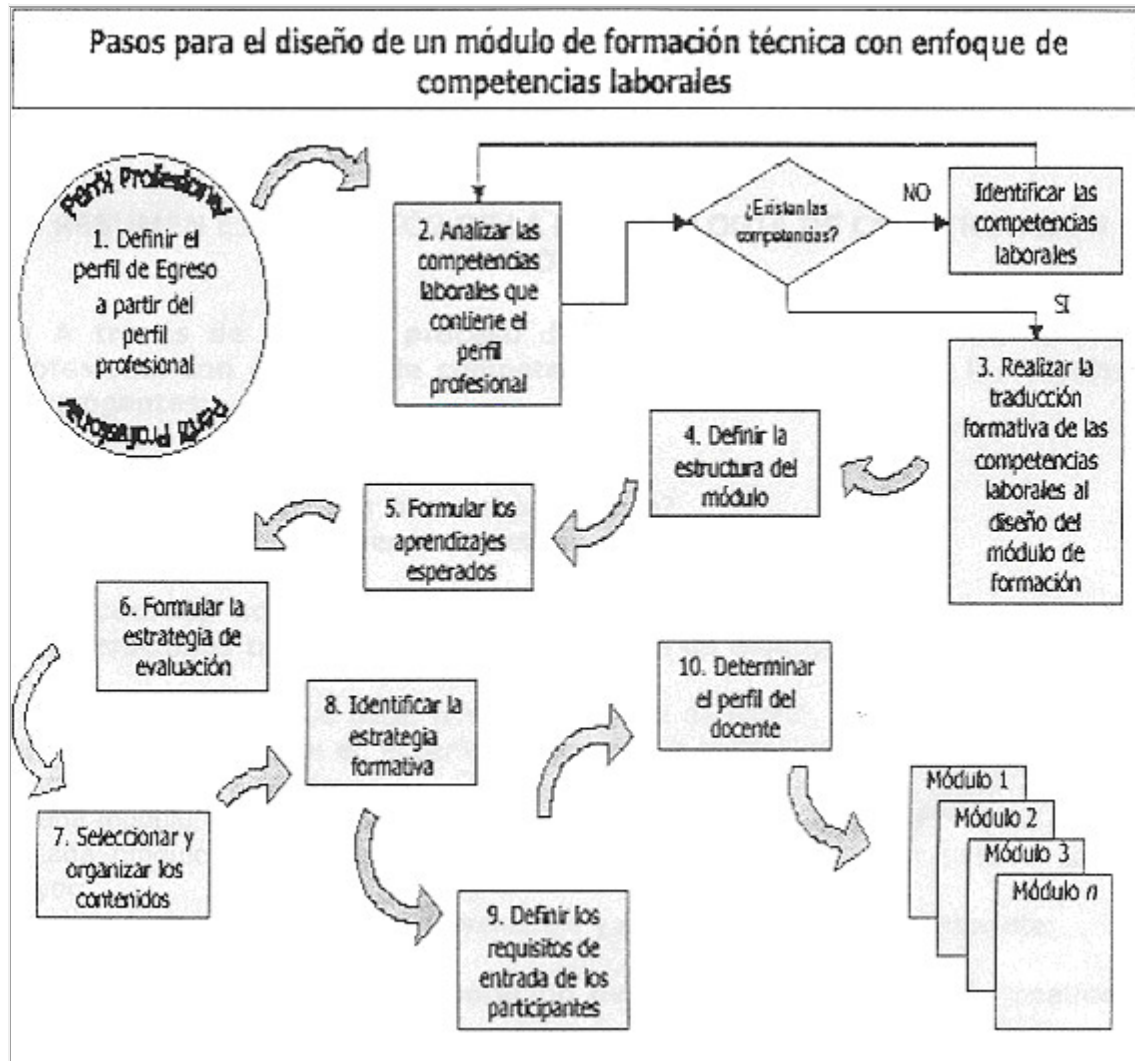 Pasos para el diseño de un módulo de formación técnica con enfoque de
competencias laborales
Perfil Profesional
1. Definir el
perfil de Egreso
a partir del
perfil
profesional
Perfil Profesional
2. Analizar las
competencias
laborales que
contiene el
perfil
profesional
¿Existen las
competencias?
NO
Identificar las
competencias
laborales
SI
3. Realizar la
traducción
formativa de las
competencias
laborales al
diseño del
módulo de
formación
4. Definir la
estructura del
módulo
5. Formular los
aprendizajes
esperados
6. Formular la
estrategia de
evaluación
7. Seleccionar y
organizar los
contenidos
8. Identificar la
estrategia
formativa
9. Definir los
requisitos de
entrada de los
participantes
10. Determinar
el perfil del
docente
Módulo 1
Módulo 2
Módulo 3
Módulo n